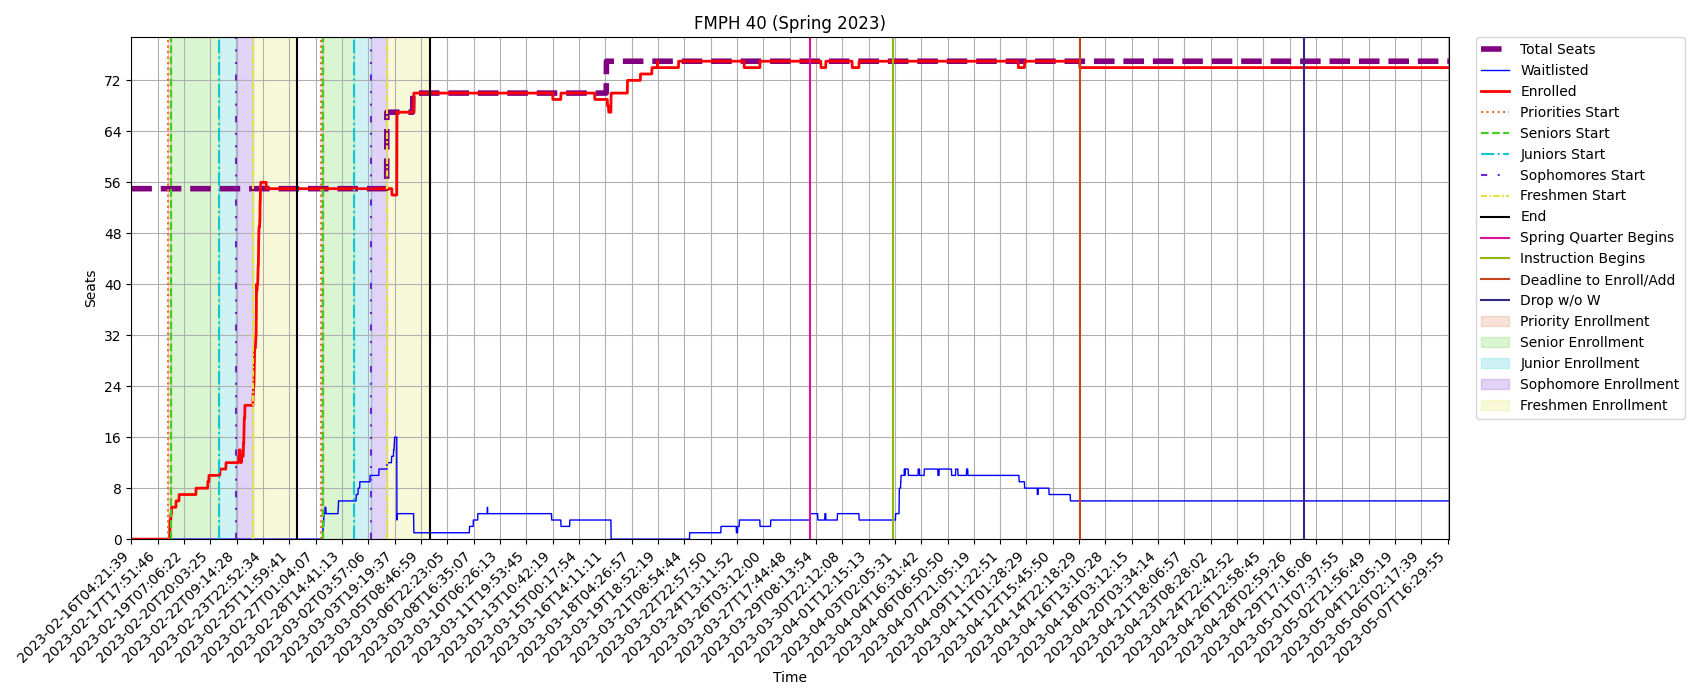 FMPH 40 (Spring 2023)
Seats
72
64
56
48
40
32
24
16
8
0
2023-02-16T04:21:39
2023-02-17T17:51:46
2023-02-19T07:06:22
2023-02-20T20:03:25
2023-02-22T09:14:28
2023-02-23T22:52:34
2023-02-25T11:59:41
2023-02-27T01:04:07
2023-02-28T14:41:13
2023-03-02T03:57:06
2023-03-03T19:19:37
2023-03-05T08:46:59
2023-03-06T22:23:05
2023-03-08T16:35:07
2023-03-10T06:26:13
2023-03-11T19:53:45
2023-03-13T10:42:19
2023-03-15T00:17:54
2023-03-16T14:11:11
2023-03-18T04:26:57
2023-03-19T18:52:19
2023-03-21T08:54:44
2023-03-22T22:57:50
2023-03-24T13:11:52
2023-03-26T03:12:00
2023-03-27T17:44:48
2023-03-29T08:13:54
2023-03-30T22:12:08
2023-04-01T12:15:13
2023-04-03T02:05:31
2023-04-04T16:31:42
2023-04-06T06:50:50
2023-04-07T21:05:19
2023-04-09T11:22:51
2023-04-11T01:28:29
2023-04-12T15:45:50
2023-04-14T22:18:29
2023-04-16T13:10:28
2023-04-18T03:12:15
2023-04-20T03:34:14
2023-04-21T18:06:57
2023-04-23T08:28:02
2023-04-24T22:42:52
2023-04-26T12:58:45
2023-04-28T02:59:26
2023-04-29T17:16:06
2023-05-01T07:37:55
2023-05-02T21:56:49
2023-05-04T12:05:19
2023-05-06T02:17:39
2023-05-07T16:29:55
Time
Total Seats
Waitlisted
Enrolled
Priorities Start
Seniors Start
Juniors Start
Sophomores Start
Freshmen Start
End
Spring Quarter Begins
Instruction Begins
Deadline to Enroll/Add
Drop w/o W
Priority Enrollment
Senior Enrollment
Junior Enrollment
Sophomore Enrollment
Freshmen Enrollment